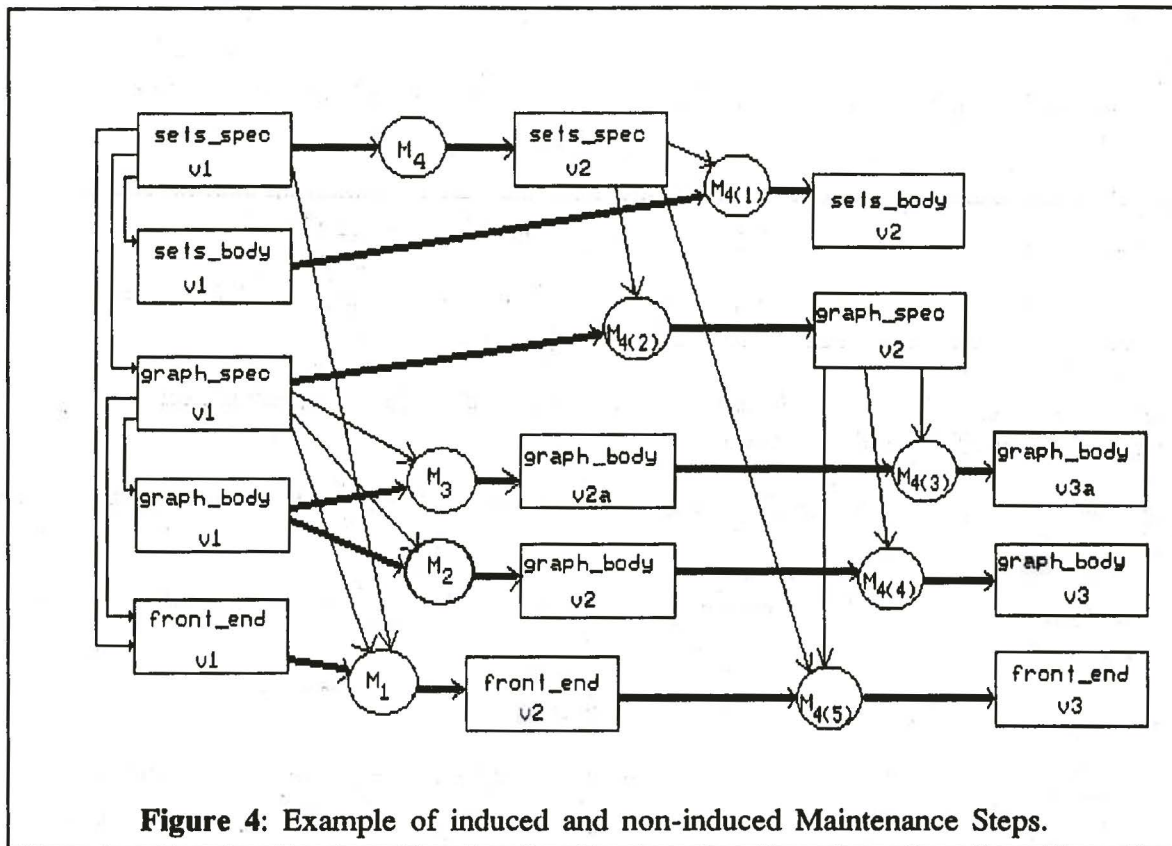 sets_spec
v1
M4
sets_spec
v2
M4(1)
sets_body
v2
sets_body
v1
M4(2)
graph_spec
v2
graph_spec
v1
M3
graph_body
v2a
M4(3)
graph_body
v3a
graph_body
v1
M2
graph_body
v2
M4(4)
graph_body
v3
front_end
v1
M1
front_end
v2
M4(5)
front_end
v3
Figure 4: Example of induced and non-induced Maintenance Steps.